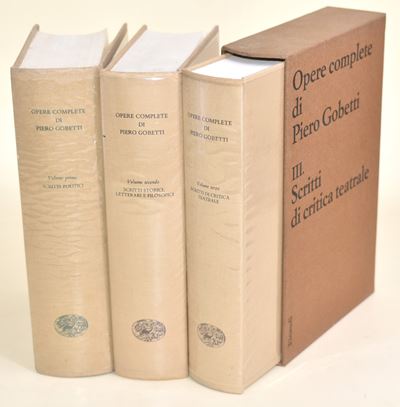 OPERE COMPLETE
DI
PIERO GOBETTI
Volume primo
SCRITTI POLITICI
OPERE COMPLETE
DI
PIERO GOBETTI
Volume secondo
SCRITTI STORICI,
LETTERARI E FILOSOFICI
OPERE COMPLETE
DI
PIERO GOBETTI
Volume terzo
SCRITTI DI CRITICA
TEATRALE
Opere complete
di
Piero Gobetti
III.
Scritti
di critica teatrale
Einaudi